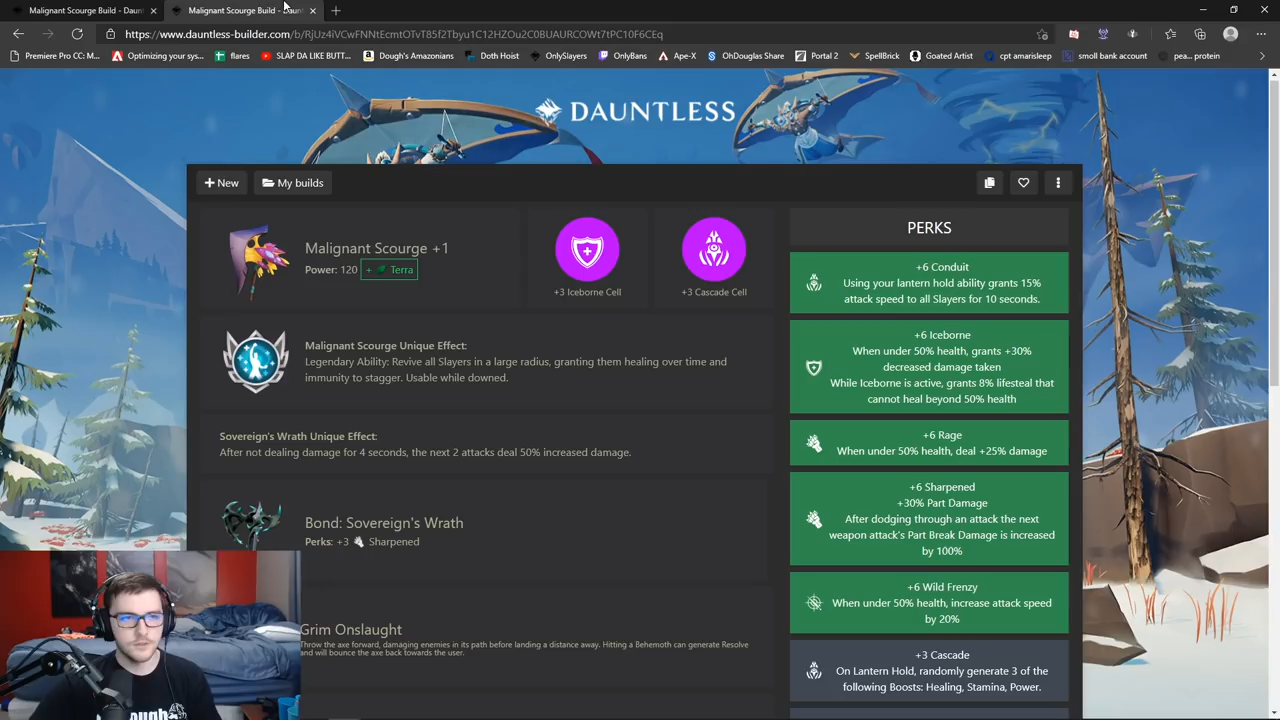 Malignant Scourge Build - Daunt
Malignant Scourge Build - Daunt
https://www.dauntless-builder.com/b/RjUz4iVCwFNNtEcmtOTvT85f2Tbyu1C12HZOu2C0BUAURCOWt7tPC10F6CEq
Premiere Pro CC: M... Optimizing your sys... flares SLAP DA LIKE BUTT... Dough's Amazonians Doth Hoist OnlySlayers OnlyBans Ape-X OhDouglas Share Portal 2 SpellBrick Goated Artist cpt amarisleep smoll bank account pea... protein
DAUNTLESS
New My builds
Malignant Scourge +1
Power: 120 + Terra
+3 Iceborne Cell
+3 Cascade Cell
Malignant Scourge Unique Effect:
Legendary Ability: Revive all Slayers in a large radius, granting them healing over time and
immunity to stagger. Usable while downed.
Sovereign's Wrath Unique Effect:
After not dealing damage for 4 seconds, the next 2 attacks deal 50% increased damage.
Bond: Sovereign's Wrath
Perks: +3 Sharpened
Grim Onslaught
Throw the axe forward, damaging enemies in its path before landing a distance away. Hitting a Behemoth can generate Resolve
and will bounce the axe back towards the user.
PERKS
+6 Conduit
Using your lantern hold ability grants 15%
attack speed to all Slayers for 10 seconds.
+6 Iceborne
When under 50% health, grants +30%
decreased damage taken
While Iceborne is active, grants 8% lifesteal that
cannot heal beyond 50% health
+6 Rage
When under 50% health, deal +25% damage
+6 Sharpened
+30% Part Damage
After dodging through an attack the next
weapon attack's Part Break Damage is increased
by 100%
+6 Wild Frenzy
When under 50% health, increase attack speed
by 20%
+3 Cascade
On Lantern Hold, randomly generate 3 of the
following Boosts: Healing, Stamina, Power.